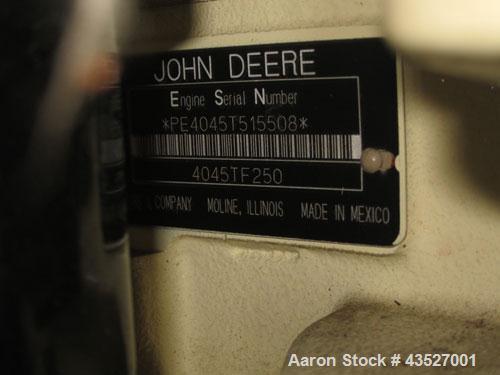 JOHN DEERE
Engine Serial Number
*PE4045T515508*
4045TF250
& COMPANY MOLINE, ILLINOIS MADE IN MEXICO
Aaron Stock # 43527001